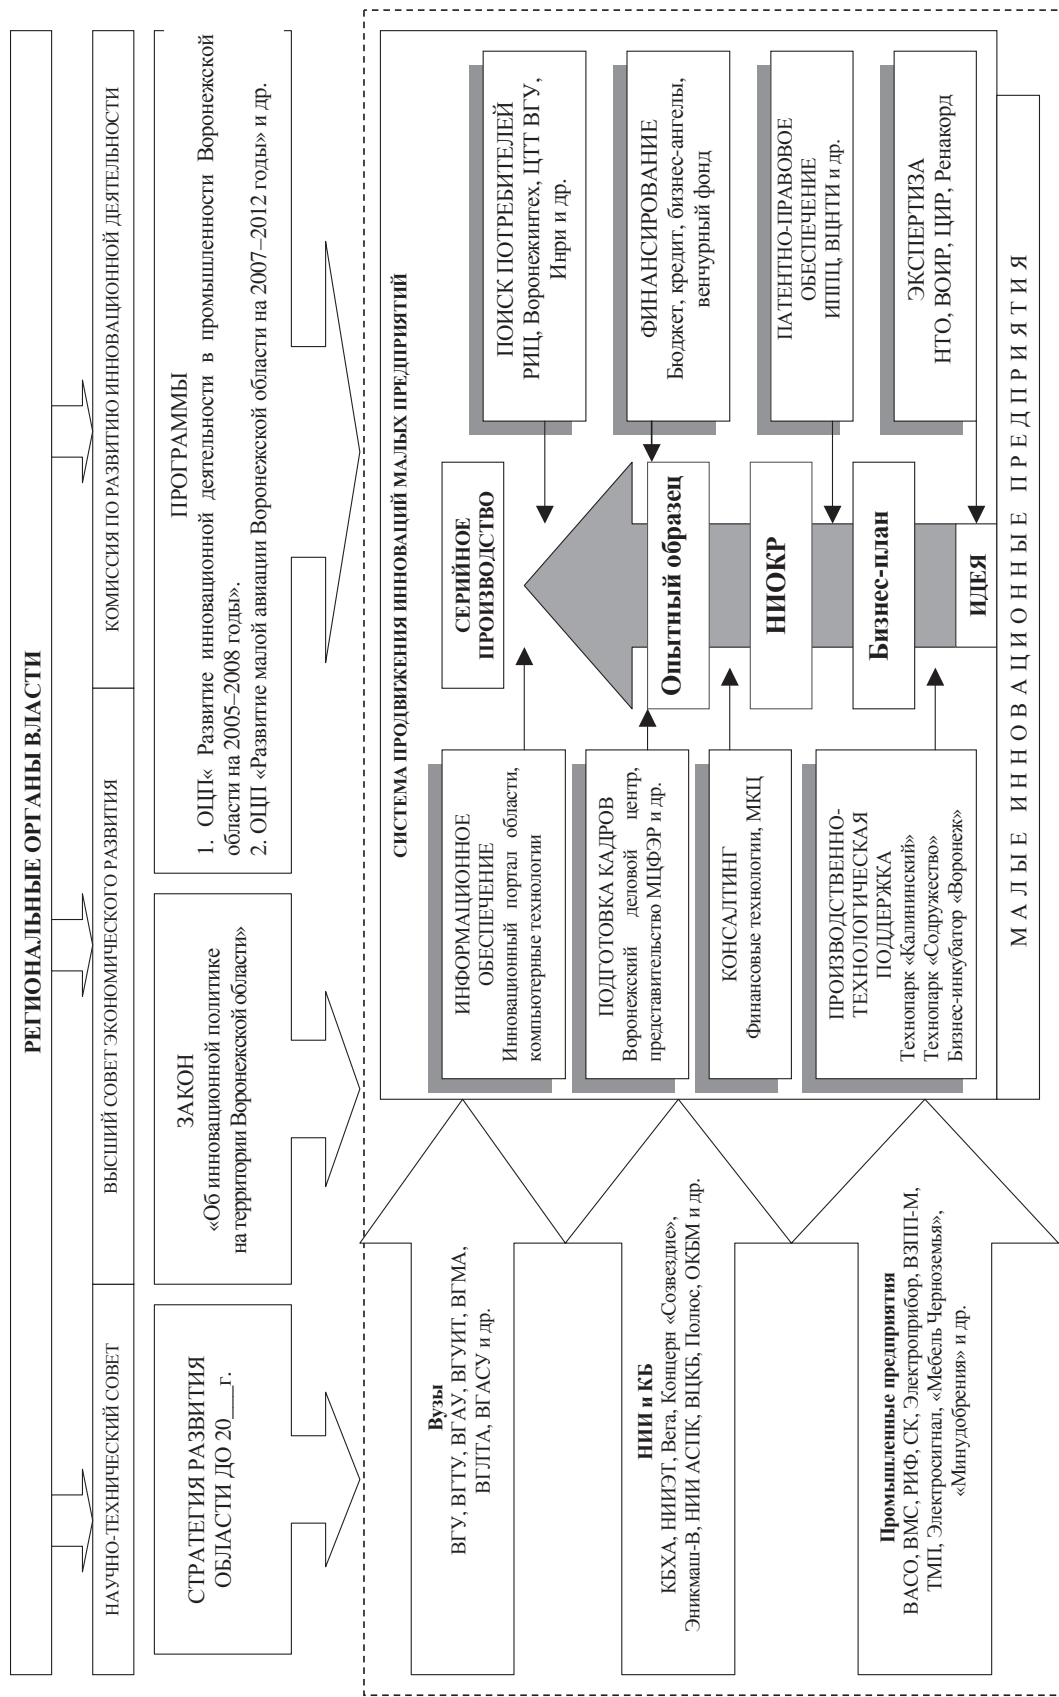 РЕГИОНАЛЬНЫЕ ОРГАНЫ ВЛАСТИ
НАУЧНО-ТЕХНИЧЕСКИЙ СОВЕТ
ВЫСШИЙ СОВЕТ ЭКОНОМИЧЕСКОГО РАЗВИТИЯ
КОМИССИЯ ПО РАЗВИТИЮ ИННОВАЦИОННОЙ ДЕЯТЕЛЬНОСТИ
СТРАТЕГИЯ РАЗВИТИЯ
ОБЛАСТИ ДО 20___г.
ЗАКОН
«Об инновационной политике
на территории Воронежской области»
ПРОГРАММЫ
1. ОЦП« Развитие инновационной деятельности в промышленности Воронежской
области на 2005–2008 годы».
2. ОЦП «Развитие малой авиации Воронежской области на 2007–2012 годы» и др.
Вузы
ВГУ, ВГТУ, ВГАУ, ВГУИТ, ВГМА,
ВГЛТА, ВГАСУ и др.
НИИ и КБ
КБХА, НИИЭТ, Вега, Концерн «Созвездие»,
Эникмаш-В, НИИ АСПК, ВЦКБ, Полюс, ОКБМ и др.
Промышленные предприятия
ВАСО, ВМС, РИФ, СК, Электроприбор, ВЗПП-М,
ТМП, Электросигнал, «Мебель Черноземья»,
«Минудобрения» и др.
СИСТЕМА ПРОДВИЖЕНИЯ ИННОВАЦИЙ МАЛЫХ ПРЕДПРИЯТИЙ
ИНФОРМАЦИОННОЕ
ОБЕСПЕЧЕНИЕ
Инновационный портал области,
компьютерные технологии
ПОДГОТОВКА КАДРОВ
Воронежский деловой центр,
представительство МЦФЭР и др.
КОНСАЛТИНГ
Финансовые технологии, МКЦ
ПРОИЗВОДСТВЕННО-
ТЕХНОЛОГИЧЕСКАЯ
ПОДДЕРЖКА
Технопарк «Калининский»
Технопарк «Содружество»
Бизнес-инкубатор «Воронеж»
СЕРИЙНОЕ
ПРОИЗВОДСТВО
Опытный образец
НИОКР
Бизнес-план
ИДЕЯ
ПОИСК ПОТРЕБИТЕЛЕЙ
РИЦ, Воронежинтех, ЦТТ ВГУ,
Инри и др.
ФИНАНСИРОВАНИЕ
Бюджет, кредит, бизнес-ангелы,
венчурный фонд
ПАТЕНТНО-ПРАВОВОЕ
ОБЕСПЕЧЕНИЕ
ИППЦ, ВЦНТИ и др.
ЭКСПЕРТИЗА
НТО, ВОИР, ЦИР, Ренакорд
МАЛЫЕ ИННОВАЦИОННЫЕ ПРЕДПРИЯТИЯ